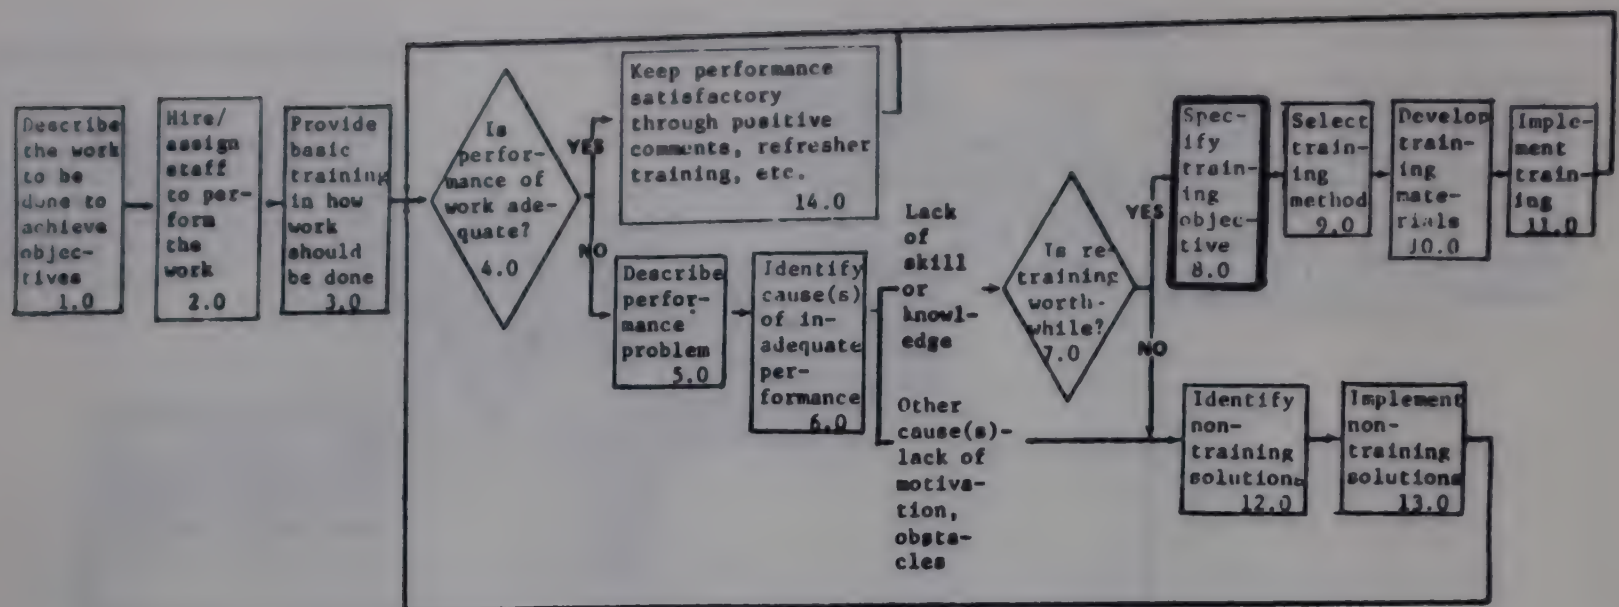 Describe
the work
to be
done to
achieve
objec-
tives
1.0
Hire/
assign
staff
to per-
form
the
work
2.0
Provide
basic
training
in how
work
should
be done
3.0
Is
perfor-
mance of
work ade-
quate?
4.0
YES
NO
Keep performance
satisfactory
through positive
comments, refresher
training, etc.
14.0
Describe
perfor-
mance
problem
5.0
Identify
cause(s)
of in-
adequate
per-
formance
6.0
Lack
of
skill
or
knowl-
edge
Other
cause(s)-
lack of
motiva-
tion,
obsta-
cles
Is re-
training
worth-
while?
7.0
YES
NO
Spec-
ify
train-
ing
objec-
tive
8.0
Select
train-
ing
method
9.0
Develop
train-
ing
mate-
rials
10.0
Imple-
ment
train-
ing
11.0
Identify
non-
training
solutions
12.0
Implement
non-
training
solutions
13.0